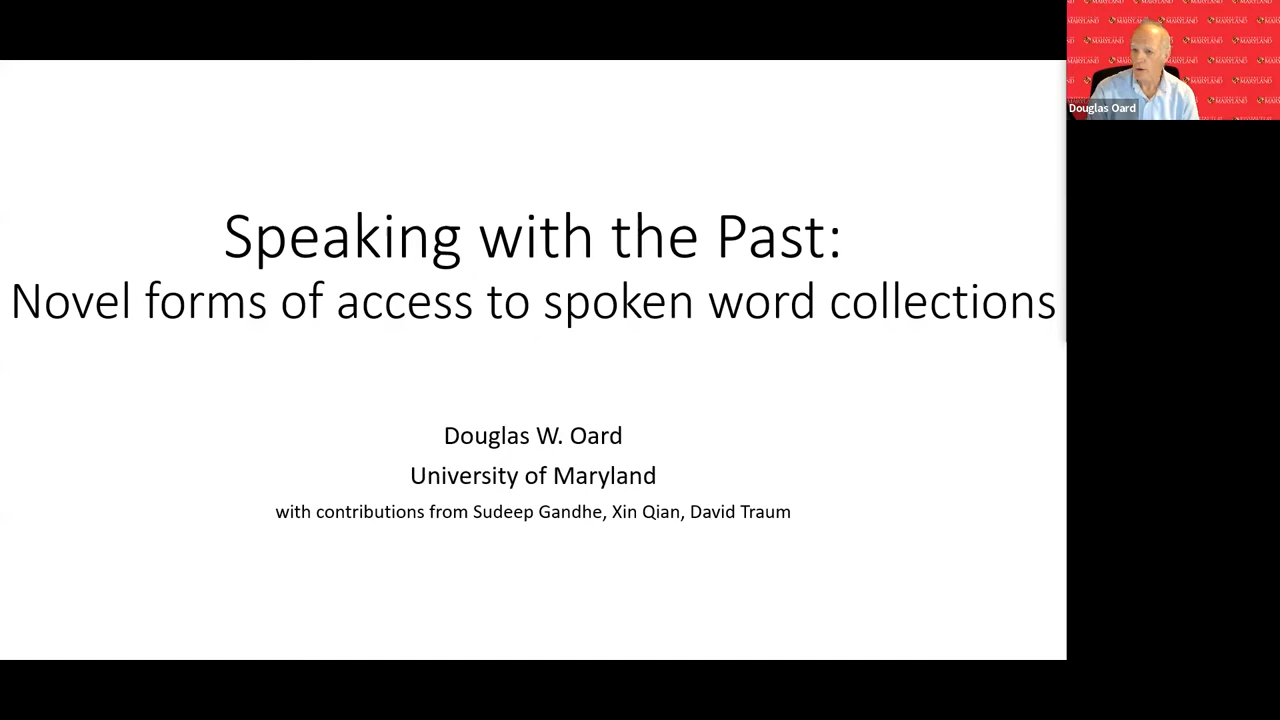 Speaking with the Past:
Novel forms of access to spoken word collections
Douglas W. Oard
University of Maryland
with contributions from Sudeep Gandhe, Xin Qian, David Traum
MARYLAND
Douglas Oard